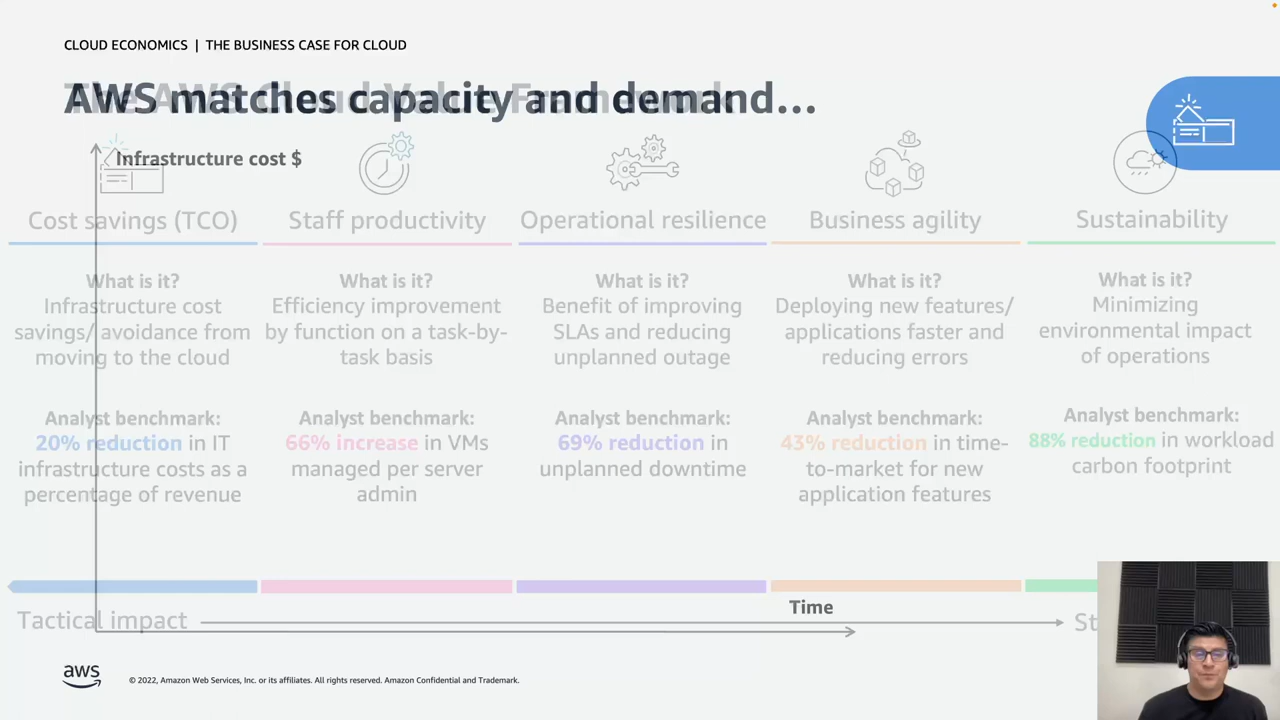 CLOUD ECONOMICS | THE BUSINESS CASE FOR CLOUD
The AWS Cloud Value Framework
AWS matches capacity and demand...
Infrastructure cost $
Cost savings (TCO)
What is it?
Infrastructure cost
savings/ avoidance from
moving to the cloud
Analyst benchmark:
20% reduction in IT
infrastructure costs as a
percentage of revenue
Staff productivity
What is it?
Efficiency improvement
by function on a task-by-
task basis
Analyst benchmark:
66% increase in VMs
managed per server
admin
Operational resilience
What is it?
Benefit of improving
SLAs and reducing
unplanned outage
Analyst benchmark:
69% reduction in
unplanned downtime
Business agility
What is it?
Deploying new features/
applications faster and
reducing errors
Analyst benchmark:
43% reduction in time-
to-market for new
application features
Sustainability
What is it?
Minimizing
environmental impact
of operations
Analyst benchmark:
88% reduction in workload
carbon footprint
Time
Tactical impact
aws
© 2022, Amazon Web Services, Inc. or its affiliates. All rights reserved. Amazon Confidential and Trademark.